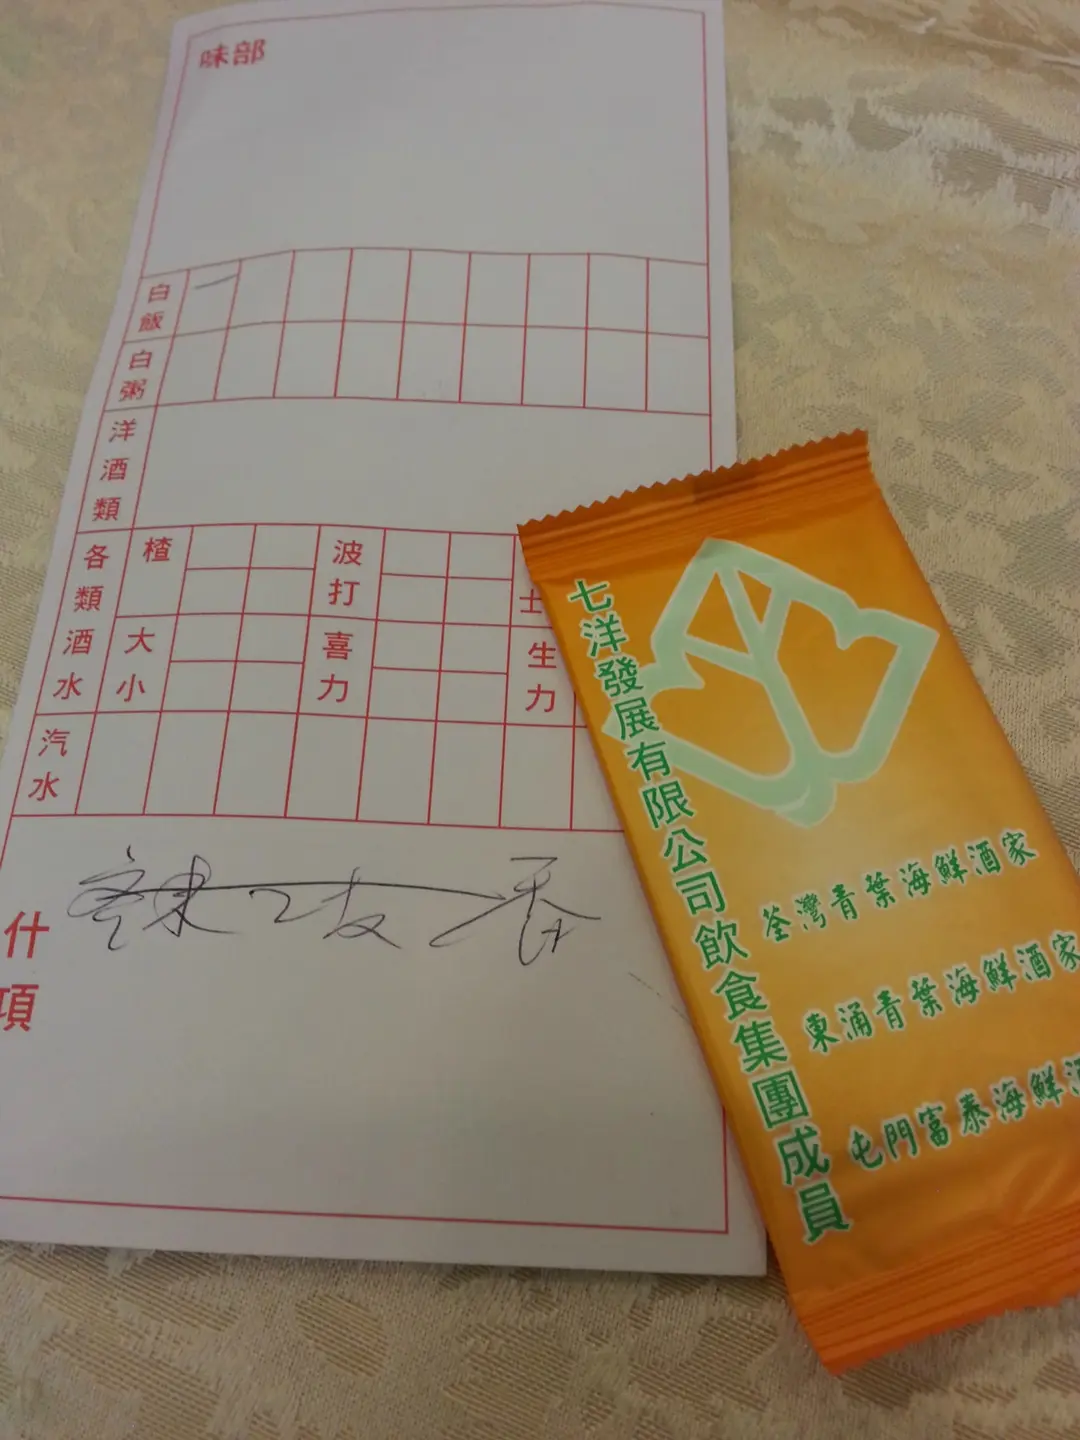 味部
白飯 一
白粥
洋酒類
各類酒水
楂
波打
士
大小
喜力
生力
汽水
什項
七洋發展有限公司飲食集團成員
荃灣青葉海鮮酒家
東涌青葉海鮮酒家
屯門富泰海鮮酒